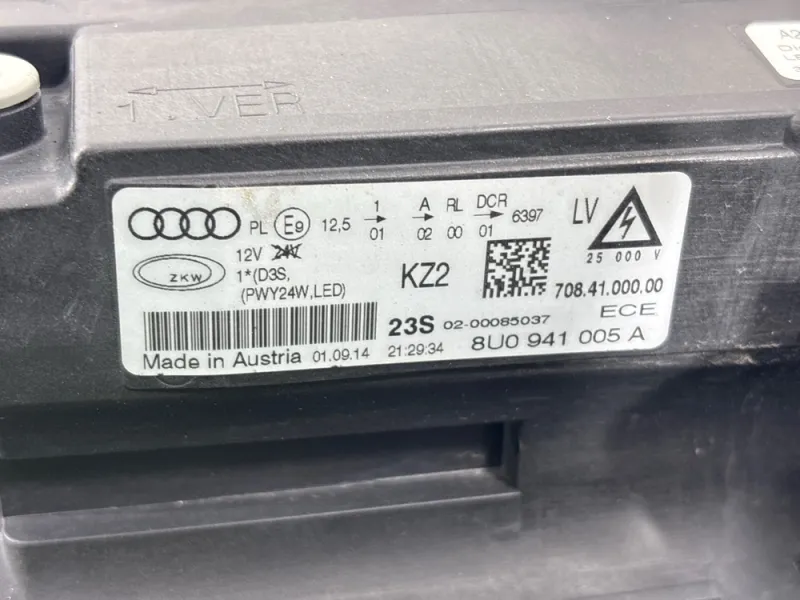 1 . VER
A2
PL E9 12,5 1 A RL DCR 6397 LV
01 02 00 01
12V 24V
25 000 V
ZKW
1*(D3S,
(PWY24W,LED)
KZ2
708.41.000.00
ECE
23S 02-00085037
8U0 941 005 A
Made in Austria 01.09.14 21:29:34